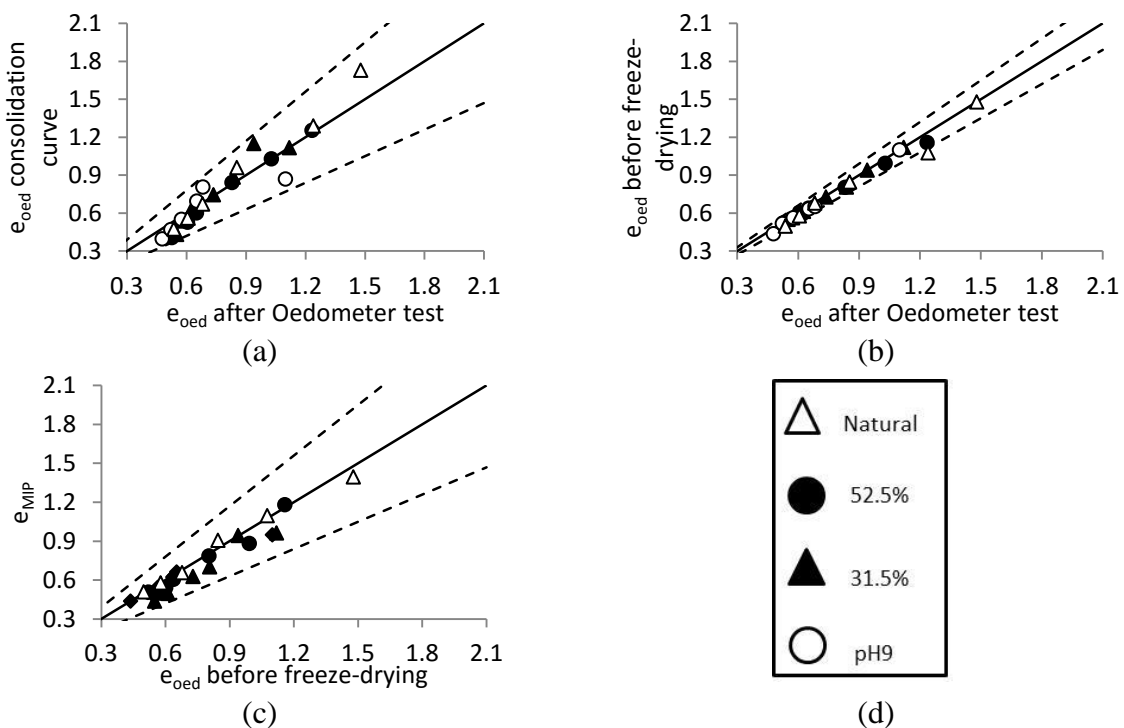 2.1
1.8
1.5
1.2
0.9
0.6
0.3
e_oed consolidation
curve
0.3 0.6 0.9 1.2 1.5 1.8 2.1
e_oed after Oedometer test
(a)
2.1
1.8
1.5
1.2
0.9
0.6
0.3
e_oed before freeze-
drying
0.3 0.6 0.9 1.2 1.5 1.8 2.1
e_oed after Oedometer test
(b)
2.1
1.8
1.5
1.2
0.9
0.6
0.3
e_MIP
0.3 0.6 0.9 1.2 1.5 1.8 2.1
e_oed before freeze-drying
(c)
Natural
52.5%
31.5%
pH9
(d)